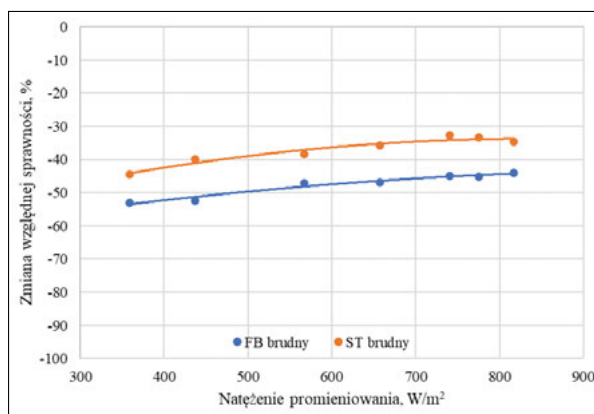 0
-10
-20
-30
-40
-50
-60
-70
-80
-90
-100
Zmiana względnej sprawności, %
FB brudny ST brudny
300 400 500 600 700 800 900
Natężenie promieniowania, W/m²